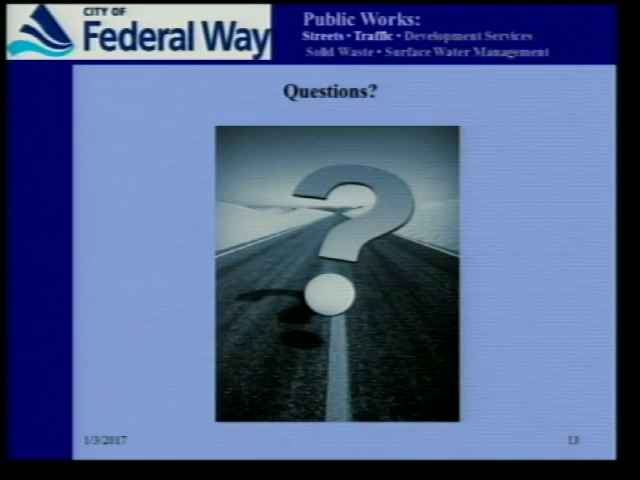 CITY OF
Federal Way
Public Works:
Streets • Traffic • Development Services
Solid Waste • Surface Water Management
Questions?
1/3/2017
13